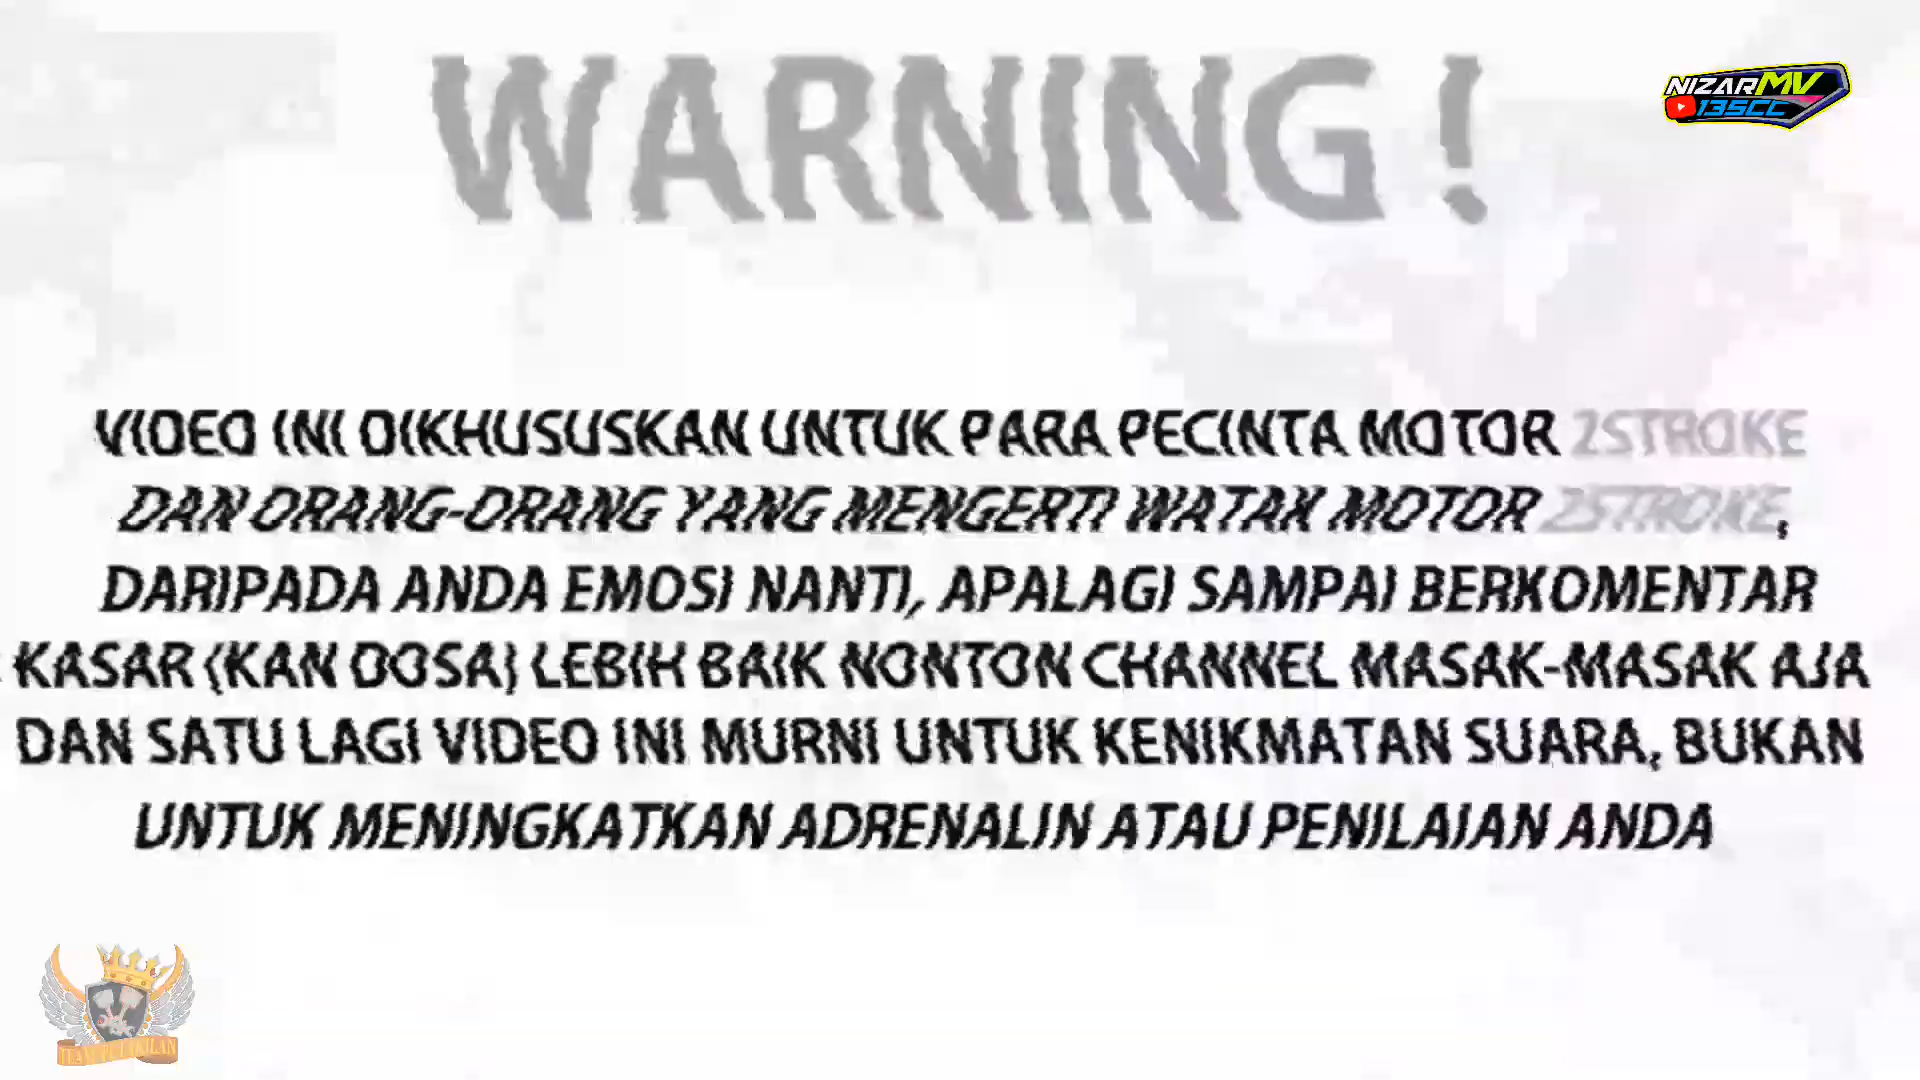 WARNING !
NIZARMV
135CC
VIDEO INI DIKHUSUSKAN UNTUK PARA PECINTA MOTOR 2STROKE
DAN ORANG-ORANG YANG MENGERTI WATAK MOTOR 2STROKE,
DARIPADA ANDA EMOSI NANTI, APALAGI SAMPAI BERKOMENTAR
KASAR (KAN DOSA) LEBIH BAIK NONTON CHANNEL MASAK-MASAK AJA
DAN SATU LAGI VIDEO INI MURNI UNTUK KENIKMATAN SUARA, BUKAN
UNTUK MENINGKATKAN ADRENALIN ATAU PENILAIAN ANDA
TEAM